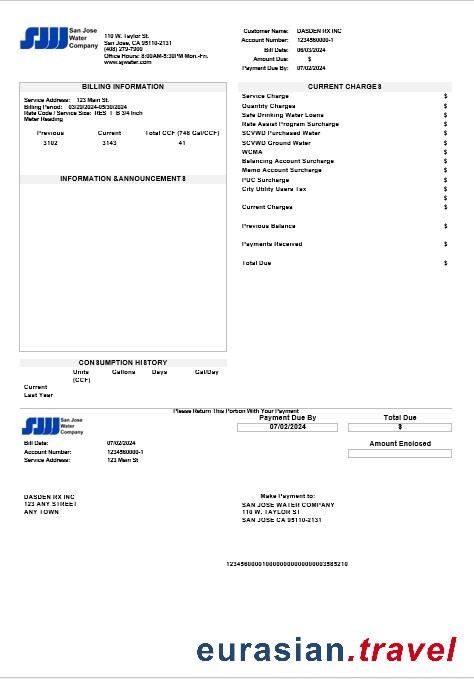 San Jose
Water
Company
110 W. Taylor St.
San Jose, CA 95110-2131
(408) 279-7900
Office Hours: 8:00AM-5:30PM Mon.-Fri.
www.sjwater.com
Customer Name: DASDEN RX INC
Account Number: 1234560000-1
Bill Date: 06/03/2024
Amount Due: $
Payment Due By: 07/02/2024
BILLING INFORMATION
Service Address: 123 Main St.
Billing Period: 03/29/2024-05/30/2024
Rate Code / Service Size: RES 1 B 3/4 Inch
Meter Reading
Previous Current Total CCF (748 Gal/CCF)
3102 3143 41
INFORMATION & ANNOUNCEMENTS
CURRENT CHARGES
Service Charge $
Quantity Charges $
Safe Drinking Water Loans $
Rate Assist Program Surcharge $
SCVWD Purchased Water $
SCVWD Ground Water $
WCMA $
Balancing Account Surcharge $
Memo Account Surcharge $
PUC Surcharge $
City Utility Users Tax $
$
Current Charges $
Previous Balance $
Payments Received $
Total Due $
CONSUMPTION HISTORY
Units (CCF) Gallons Days Gal/Day
Current
Last Year
Please Return This Portion With Your Payment
San Jose
Water
Company
Payment Due By Total Due
07/02/2024 $
Bill Date: 07/02/2024
Account Number: 1234560000-1
Service Address: 123 Main St
Amount Enclosed
DASDEN RX INC
123 ANY STREET
ANY TOWN
Make Payment to:
SAN JOSE WATER COMPANY
110 W. TAYLOR ST
SAN JOSE CA 95110-2131
eurasian.travel